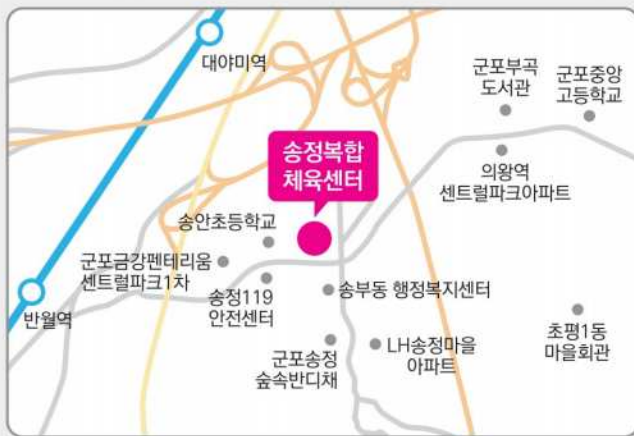 대야미역
군포부곡
도서관
군포중앙
고등학교
송정복합
체육센터
의왕역
센트럴파크아파트
송안초등학교
군포금강펜테리움
센트럴파크1차
송정119
안전센터
송부동 행정복지센터
반월역
군포송정
숲속반디채
LH송정마을
아파트
초평1동
마을회관